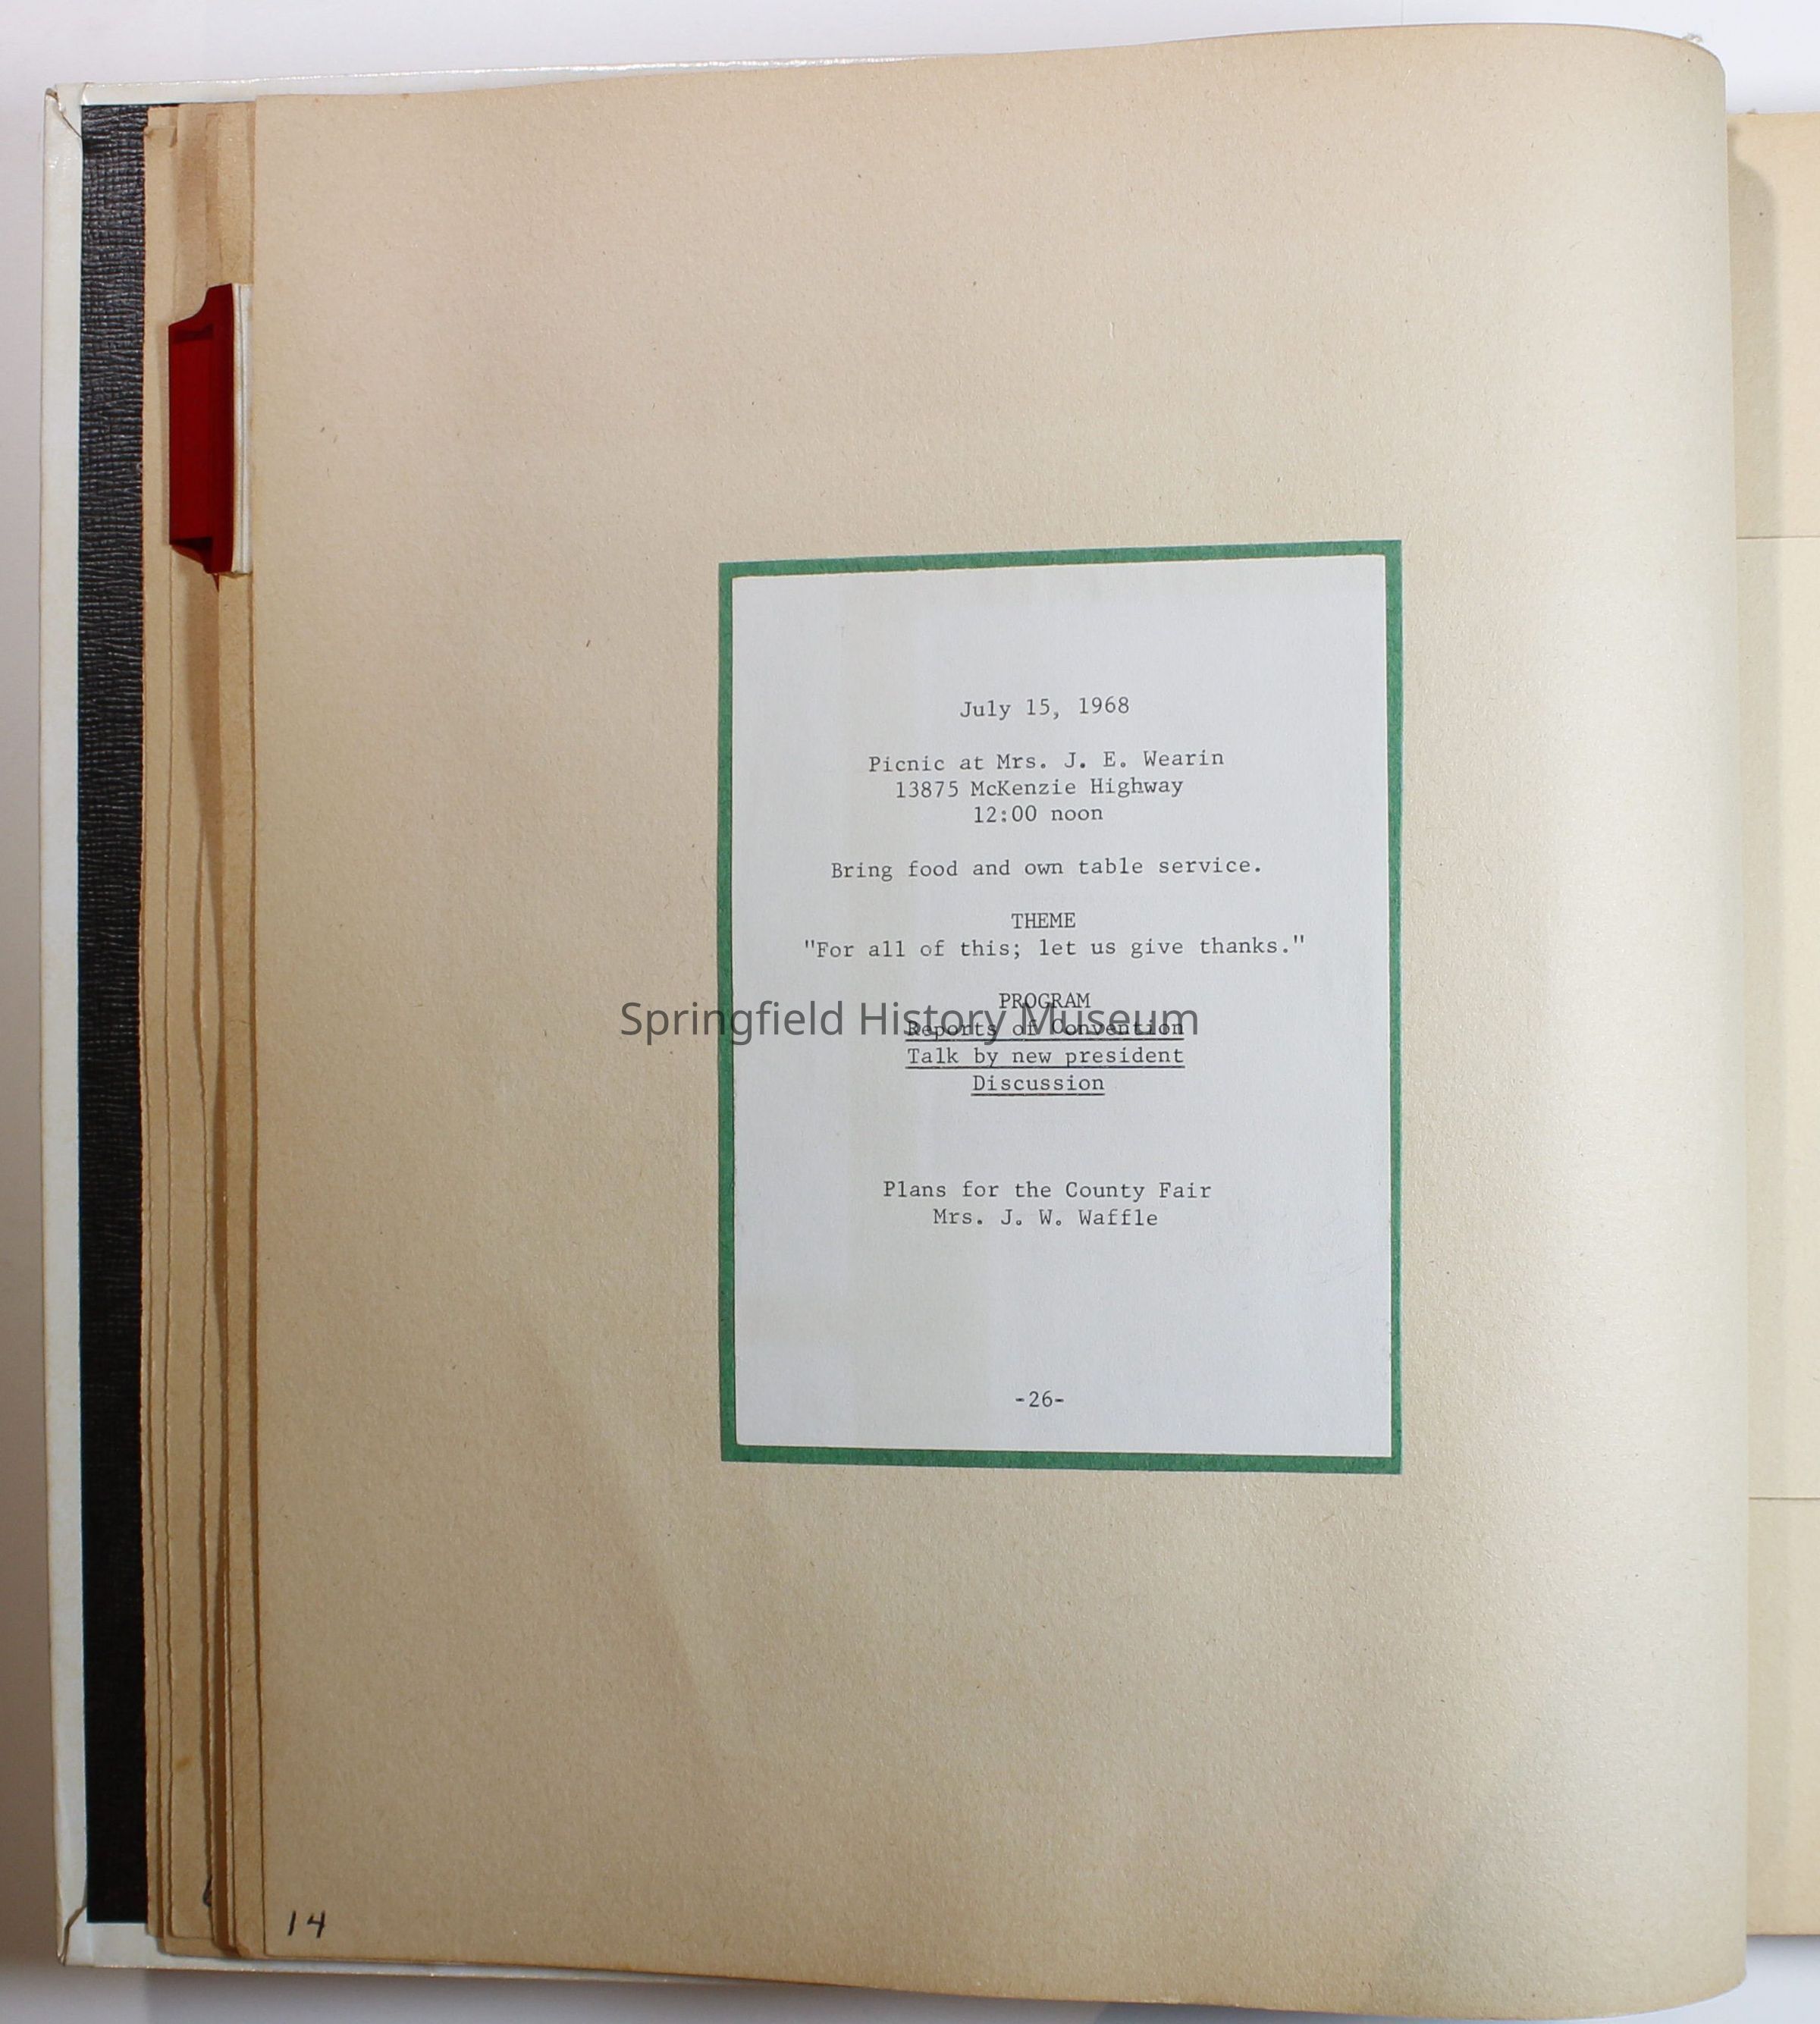 July 15, 1968
Picnic at Mrs. J. E. Wearin
13875 McKenzie Highway
12:00 noon
Bring food and own table service.
THEME
"For all of this; let us give thanks."
PROGRAM
Springfield History Museum
Reports of Convention
Talk by new president
Discussion
Plans for the County Fair
Mrs. J. W. Waffle
-26-
14